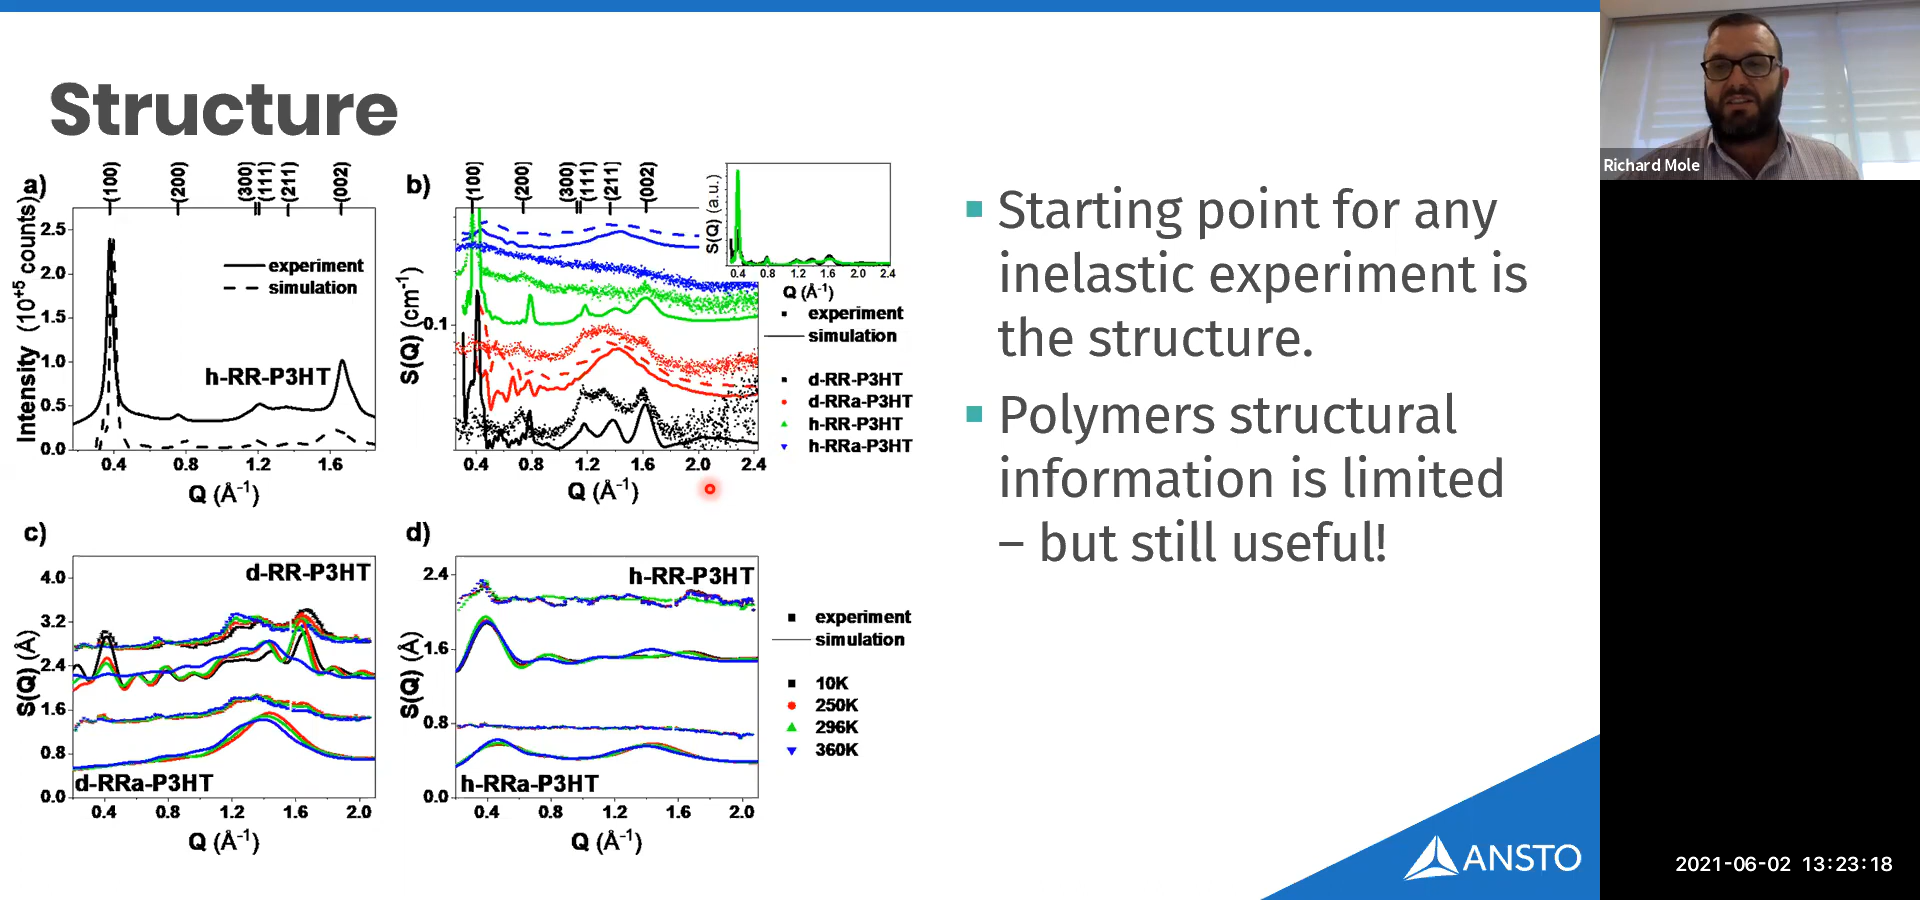 Structure
a)
(100)
(200)
(300)
(111)
(211)
(002)
Intensity (10+5 counts)
2.5
2.0
1.5
1.0
0.5
0.0
experiment
simulation
h-RR-P3HT
0.4 0.8 1.2 1.6
Q (Å-1)
b)
(100]
(200]
(300)
(111]
(211]
(002)
S(Q) (cm-1)
0.1
0.4 0.8 1.2 1.6 2.0 2.4
Q (Å-1)
S(Q) (a.u.)
0.4 0.8 1.2 1.6 2.0 2.4
Q (Å-1)
experiment
simulation
d-RR-P3HT
d-RRa-P3HT
h-RR-P3HT
h-RRa-P3HT
c)
d-RR-P3HT
S(Q) (Å)
4.0
3.2
2.4
1.6
0.8
0.0
d-RRa-P3HT
0.4 0.8 1.2 1.6 2.0
Q (Å-1)
d)
h-RR-P3HT
S(Q) (Å)
2.4
1.6
0.8
0.0
h-RRa-P3HT
0.4 0.8 1.2 1.6 2.0
Q (Å-1)
experiment
simulation
10K
250K
296K
360K
Starting point for any
inelastic experiment is
the structure.
Polymers structural
information is limited
– but still useful!
ANSTO
Richard Mole
2021-06-02 13:23:18